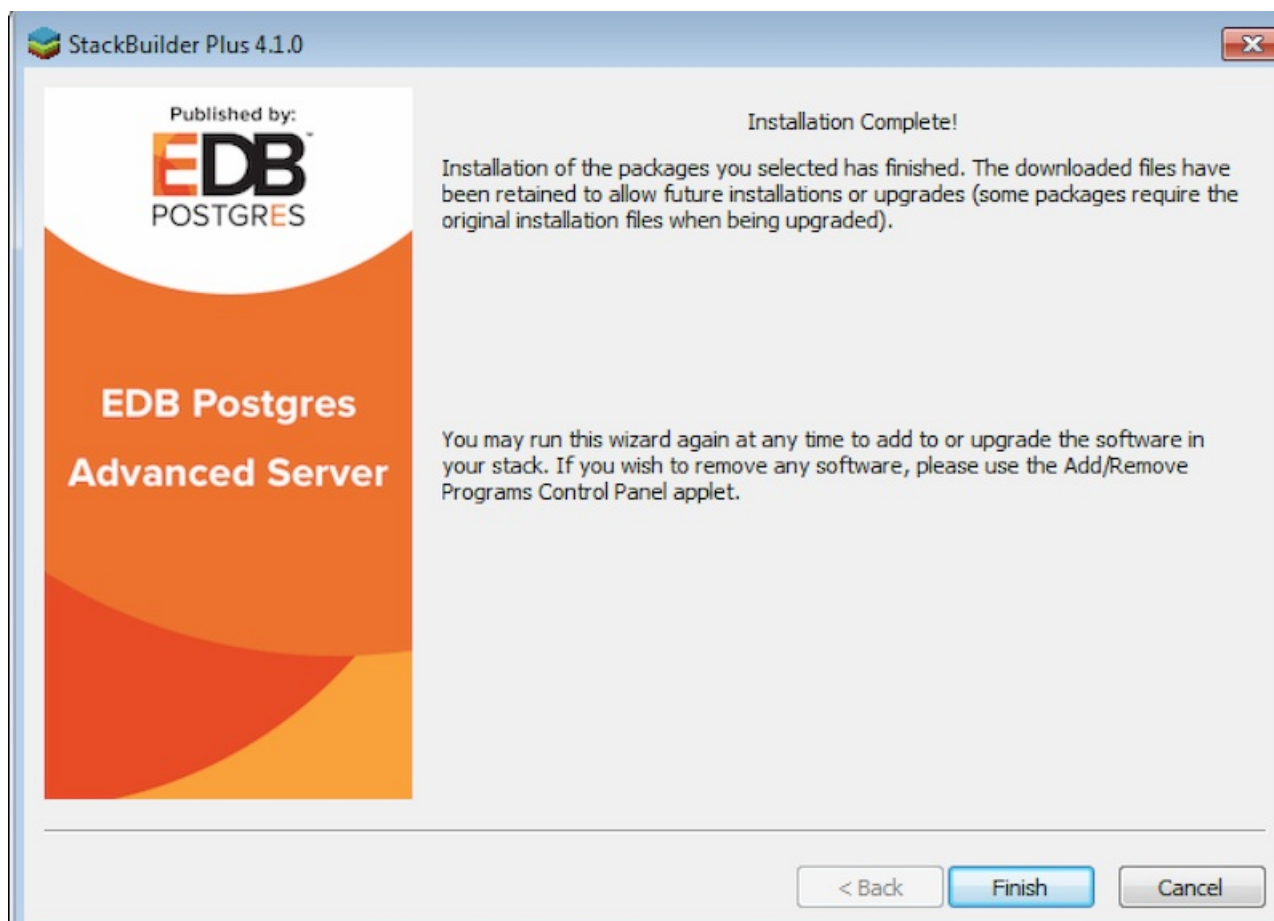 StackBuilder Plus 4.1.0
Published by:
EDB™
POSTGRES
EDB Postgres
Advanced Server
Installation Complete!
Installation of the packages you selected has finished. The downloaded files have
been retained to allow future installations or upgrades (some packages require the
original installation files when being upgraded).
You may run this wizard again at any time to add to or upgrade the software in
your stack. If you wish to remove any software, please use the Add/Remove
Programs Control Panel applet.
< Back
Finish
Cancel